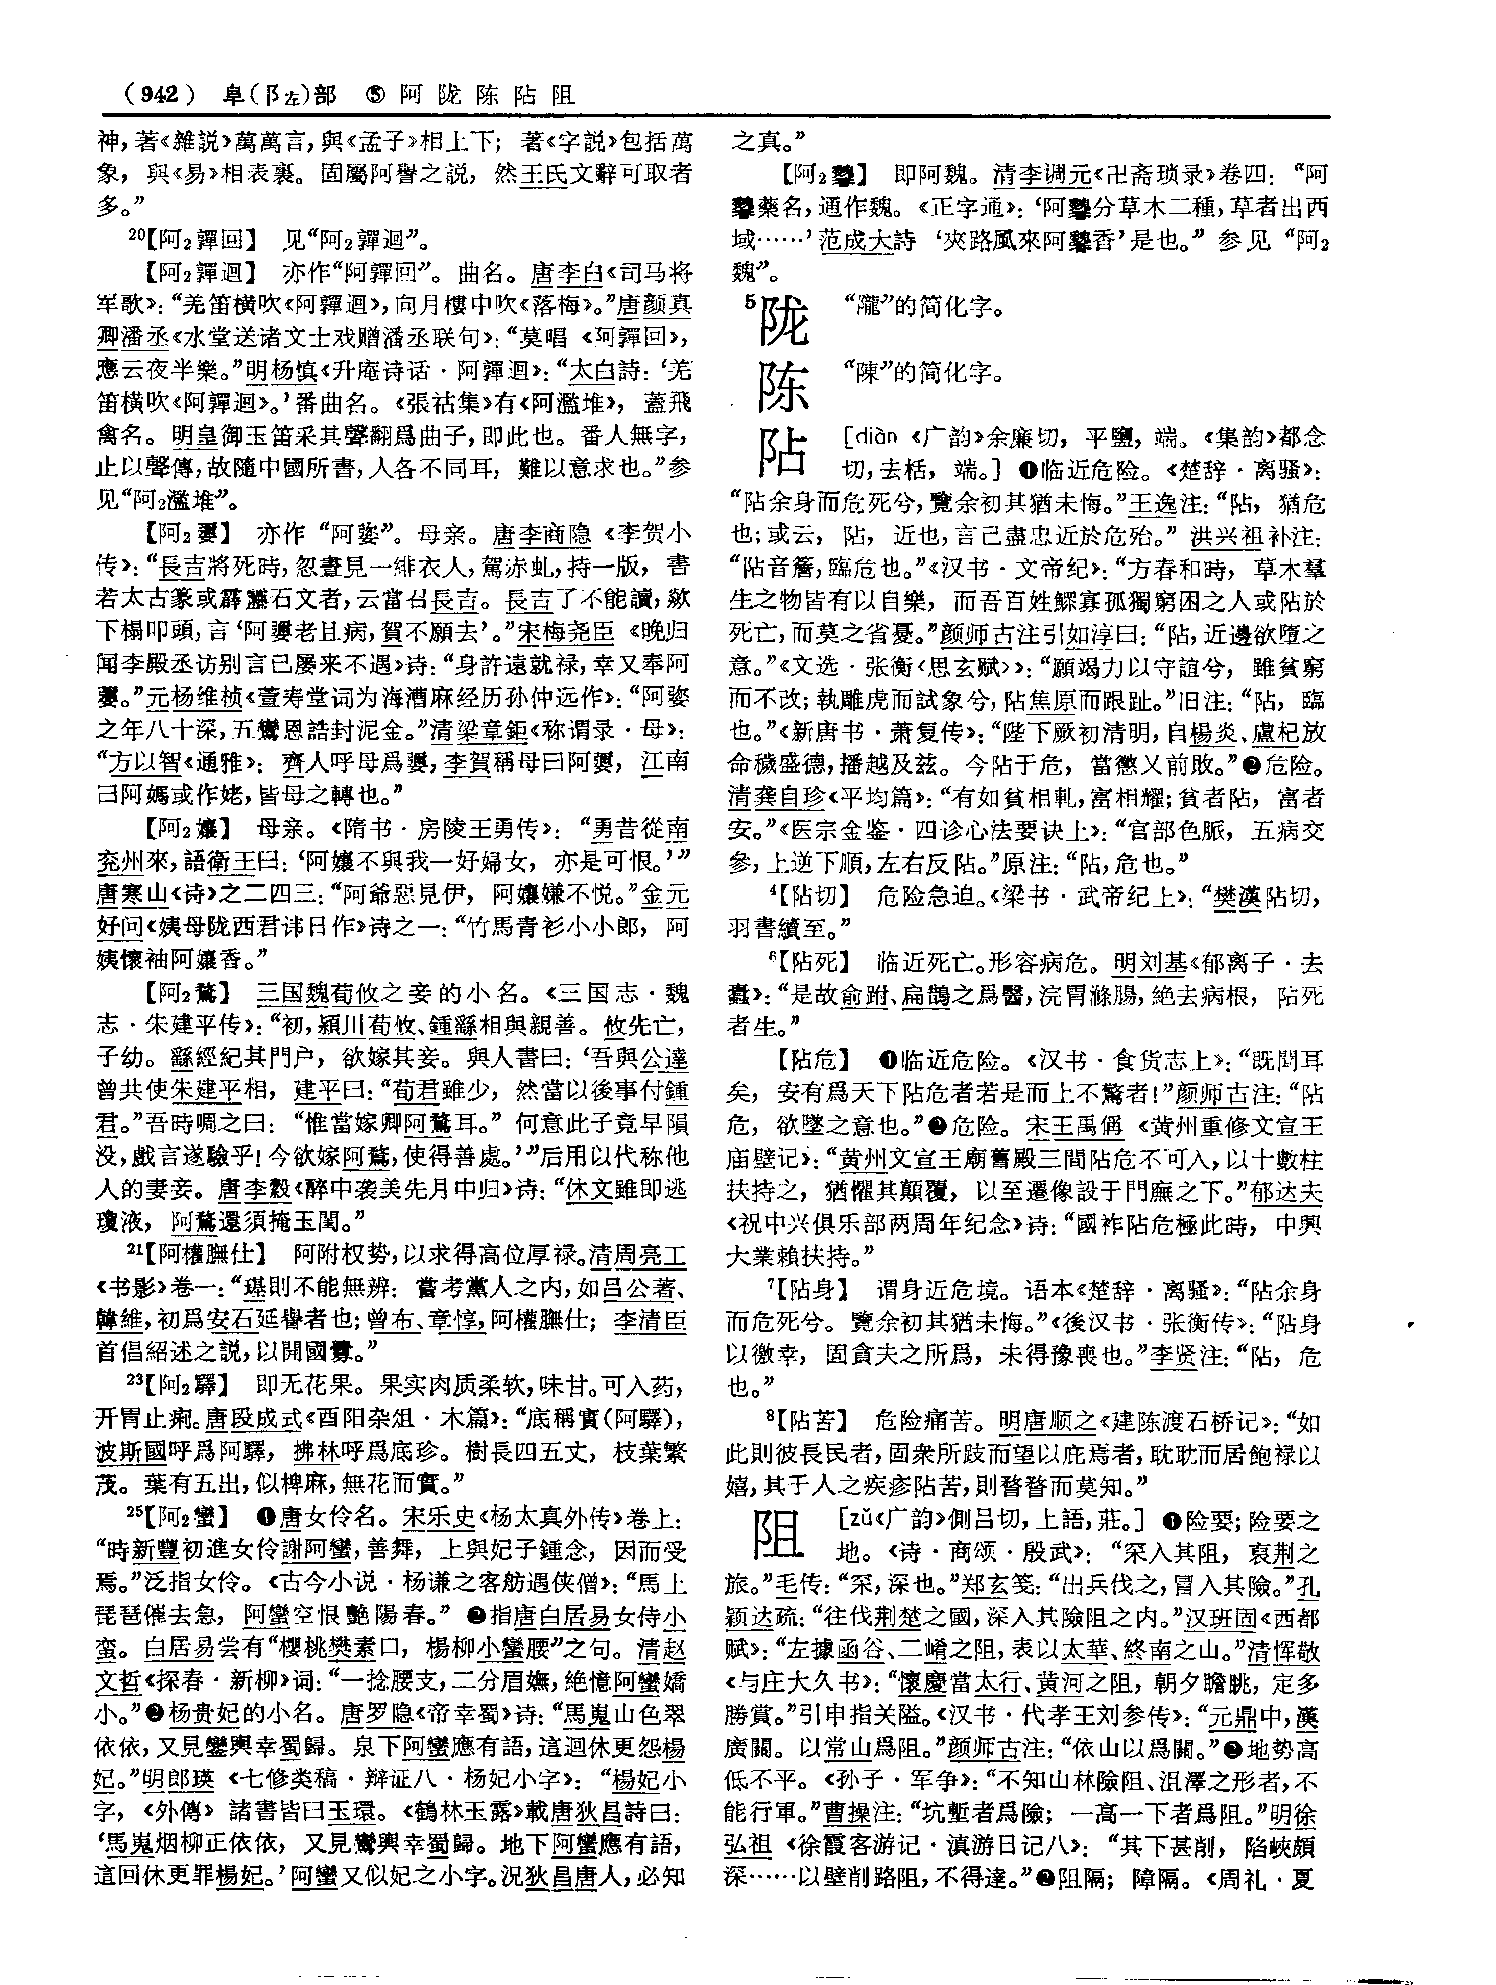 （942） 阜(阝左)部 ⑤ 阿陇陈阽阻
神，著《雜説》萬萬言，與《孟子》相上下；著《字説》包括萬
象，與《易》相表裏。固屬阿譽之説，然王氏文辭可取者
多。”
20【阿2嚲回】 见“阿2嚲迴”。
【阿2嚲迴】 亦作“阿嚲回”。曲名。唐李白《司马将
军歌》：“羌笛横吹《阿嚲迴》，向月樓中吹《落梅》。”唐颜真
卿潘丞《水堂送诸文士戏赠潘丞联句》：“莫唱《阿嚲回》，
應云夜半樂。”明杨慎《升庵诗话·阿嚲迴》：“太白詩：‘羌
笛横吹《阿嚲迴》。’番曲名。《張祜集》有《阿濫堆》，蓋飛
禽名。明皇御玉笛采其聲翻爲曲子，即此也。番人無字，
止以聲傳，故隨中國所書，人各不同耳，難以意求也。”参
见“阿2濫堆”。
【阿2㜷】 亦作“阿㜷”。母亲。唐李商隐《李贺小
传》：“長吉將死時，忽晝見一緋衣人，駕赤虬，持一版，書
若太古篆或霹靂石文者，云當召長吉。長吉了不能讀，歘
下榻叩頭，言‘阿㜷老且病，賀不願去’。”宋梅尧臣《晚归
闻李殿丞访别言已屡来不遇》诗：“身許遠就禄，幸又奉阿
㜷。”元杨维桢《萱寿堂词为海漕麻经历孙仲远作》：“阿㜷
之年八十深，五鸞恩誥封泥金。”清梁章鉅《称谓录·母》：
“方以智《通雅》：齊人呼母爲㜷，李賀稱母曰阿㜷，江南
曰阿媽或作姥，皆母之轉也。”
【阿2孃】 母亲。《隋书·房陵王勇传》：“勇昔從南
兖州來，語衛王曰：‘阿孃不與我一好婦女，亦是可恨。’”
唐寒山《诗》之二四三：“阿爺惡見伊，阿孃嫌不悦。”金元
好问《姨母陇西君讳日作》诗之一：“竹馬青衫小小郎，阿
姨懷袖阿孃香。”
【阿2鶩】 三国魏荀攸之妾的小名。《三国志·魏
志·朱建平传》：“初，潁川荀攸、鍾繇相與親善。攸先亡，
子幼。繇經紀其門户，欲嫁其妾。與人書曰：‘吾與公達
曾共使朱建平相，建平曰：“荀君雖少，然當以後事付鍾
君。”吾時啁之曰：“惟當嫁卿阿鶩耳。”何意此子竟早隕
没，戲言遂驗乎！今欲嫁阿鶩，使得善處。’”后用以代称他
人的妻妾。唐李縠《醉中袭美先月中归》诗：“休文雖即逃
瓊液，阿鶩還須掩玉閨。”
21【阿權膴仕】 阿附权势，以求得高位厚禄。清周亮工
《书影》卷一：“璂則不能無辨：嘗考黨人之内，如吕公著、
韓維，初爲安石延譽者也；曾布、章惇，阿權膴仕；李清臣
首倡紹述之説，以開國釁。”
23【阿2驛】 即无花果。果实肉质柔软，味甘。可入药，
开胃止痢。唐段成式《酉阳杂俎·木篇》：“底稱實(阿驛)，
波斯國呼爲阿驛，拂林呼爲底珍。樹長四五丈，枝葉繁
茂。葉有五出，似椑麻，無花而實。”
25【阿2蠻】 ❶唐女伶名。宋乐史《杨太真外传》卷上：
“時新豐初進女伶謝阿蠻，善舞，上與妃子鍾念，因而受
焉。”泛指女伶。《古今小说·杨谦之客舫遇侠僧》：“馬上
琵琶催去急，阿蠻空恨艷陽春。” ❷指唐白居易女侍小
蛮。白居易尝有“樱桃樊素口，楊柳小蠻腰”之句。清赵
文哲《探春·新柳》词：“一捻腰支，二分眉嫵，絶憶阿蠻嬌
小。”❸杨贵妃的小名。唐罗隐《帝幸蜀》诗：“馬嵬山色翠
依依，又見鑾輿幸蜀歸。泉下阿蠻應有語，這迴休更怨楊
妃。”明郎瑛《七修类稿·辩证八·杨妃小字》：“楊妃小
字，《外傳》諸書皆曰玉環。《鶴林玉露》載唐狄昌詩曰：
‘馬嵬烟柳正依依，又見鸞輿幸蜀歸。地下阿蠻應有語，
這回休更罪楊妃。’阿蠻又似妃之小字。況狄昌唐人，必知
之真。”
【阿2䰟】 即阿魏。清李调元《卍斋琐录》卷四：“阿
藥名，通作魏。《正字通》：‘阿分草木二種，草者出西
域……’范成大詩‘夾路風來阿香’是也。”参见“阿2
魏”。
5陇 “隴”的简化字。
陈 “陳”的简化字。
阽 [diàn《广韵》余廉切，平鹽，端。《集韵》都念
切，去栝，端。] ❶临近危险。《楚辞·离骚》：
“阽余身而危死兮，覽余初其猶未悔。”王逸注：“阽，猶危
也；或云，阽，近也，言己盡忠近於危殆。”洪兴祖补注：
“阽音簷，臨危也。”《汉书·文帝纪》：“方春和時，草木羣
生之物皆有以自樂，而吾百姓鰥寡孤獨窮困之人或阽於
死亡，而莫之省憂。”颜师古注引如淳曰：“阽，近邊欲墮之
意。”《文选·张衡〈思玄赋〉》：“願竭力以守誼兮，雖貧窮
而不改；執雕虎而試象兮，阽焦原而跟趾。”旧注：“阽，臨
也。”《新唐书·萧复传》：“陛下厥初清明，自楊炎、盧杞放
命穢盛德，播越及兹。今阽于危，當懲乂前敗。”❷危险。
清龚自珍《平均篇》：“有如貧相軋，富相耀；貧者阽，富者
安。”《医宗金鉴·四诊心法要诀上》：“官部色脈，五病交
參，上逆下順，左右反阽。”原注：“阽，危也。”
4【阽切】 危险急迫。《梁书·武帝纪上》：“樊漢阽切，
羽書續至。”
6【阽死】 临近死亡。形容病危。明刘基《郁离子·去
蠹》：“是故俞跗、扁鵲之爲醫，浣胃滌腸，絶去病根，阽死
者生。”
【阽危】 ❶临近危险。《汉书·食货志上》：“既聞耳
矣，安有爲天下阽危者若是而上不驚者！”颜师古注：“阽
危，欲墜之意也。”❷危险。宋王禹偁《黄州重修文宣王
庙壁记》：“黄州文宣王廟舊殿三間阽危不可入，以十數柱
扶持之，猶懼其顛覆，以至遷像設于門廡之下。”郁达夫
《祝中兴俱乐部两周年纪念》诗：“國祚阽危極此時，中興
大業賴扶持。”
7【阽身】 谓身近危境。语本《楚辞·离骚》：“阽余身
而危死兮。覽余初其猶未悔。”《後汉书·张衡传》：“阽身
以徼幸，固貪夫之所爲，未得豫喪也。”李贤注：“阽，危
也。”
8【阽苦】 危险痛苦。明唐顺之《建陈渡石桥记》：“如
此則彼長民者，固衆所跂而望以庇焉者，耽耽而居飽禄以
嬉，其于人之疾疹阽苦，則瞀瞀而莫知。”
阻 [zǔ《广韵》側吕切，上語，莊。] ❶险要；险要之
地。《诗·商颂·殷武》：“罙入其阻，裒荆之
旅。”毛传：“罙，深也。”郑玄笺：“出兵伐之，冒入其險。”孔
颖达疏：“往伐荆楚之國，深入其險阻之内。”汉班固《西都
赋》：“左據函谷、二崤之阻，表以太華、終南之山。”清恽敬
《与庄大久书》：“懷慶當太行、黄河之阻，朝夕瞻眺，定多
勝賞。”引申指关隘。《汉书·代孝王刘参传》：“元鼎中，漢
廣關。以常山爲阻。”颜师古注：“依山以爲關。”❷地势高
低不平。《孙子·军争》：“不知山林險阻、沮澤之形者，不
能行軍。”曹操注：“坑塹者爲險；一高一下者爲阻。”明徐
弘祖《徐霞客游记·滇游日记八》：“其下甚削，陷峽頗
深……以壁削路阻，不得達。”❸阻隔；障隔。《周礼·夏